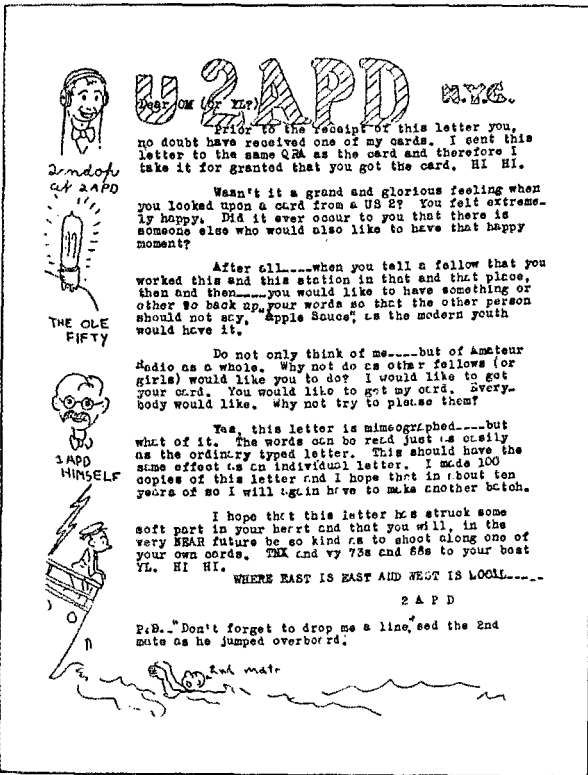 U 2APD N.Y.C.
Dear OM (or YL?)
Prior to the receipt of this letter you,
no doubt have received one of my cards. I sent this
letter to the same QRA as the card and therefore I
take it for granted that you got the card. HI HI.
2nd op
at 2APD
Wasn't it a grand and glorious feeling when
you looked upon a card from a US 2? You felt extreme-
ly happy. Did it ever occur to you that there is
someone else who would also like to have that happy
moment?
After all____when you tell a fellow that you
worked this and this station in that and that place,
then and then____you would like to have something or
other to back up your words so that the other person
should not say, "Apple Sauce", as the modern youth
would have it.
THE OLE
FIFTY
Do not only think of me____but of Amateur
Radio as a whole. Why not do as other fellows (or
girls) would like you to do? I would like to get
your card. You would like to get my card. Every-
body would like. Why not try to please them?
Yes, this letter is mimeographed____but
what of it. The words can be read just as easily
as the ordinary typed letter. This should have the
same effect as an individual letter. I made 100
copies of this letter and I hope that in about ten
years of so I will again have to make another batch.
HIMSELF
I hope that this letter has struck some
soft part in your heart and that you will, in the
very NEAR future be so kind as to shoot along one of
your own cards. TNX and vy 73s and 88s to your best
YL. HI HI.
WHERE EAST IS EAST AND WEST IS LOCAL_____
2 A P D
"Don't forget to drop me a line," sed the 2nd
mate as he jumped overboard.
2nd mate